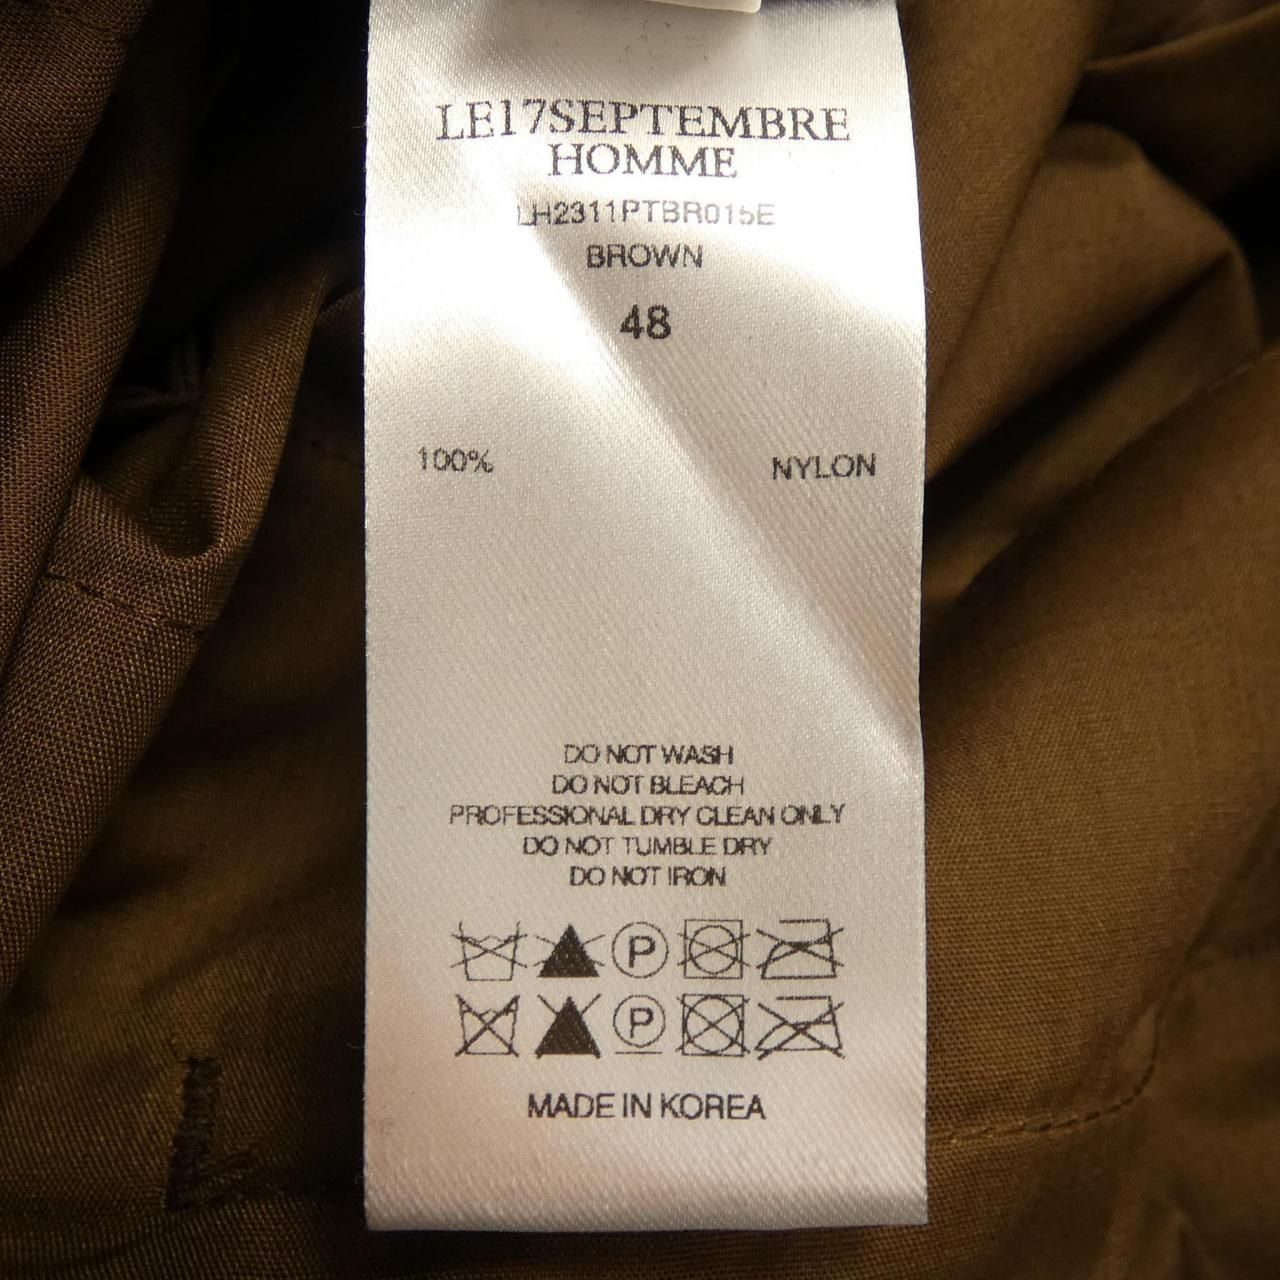 LE17SEPTEMBRE
HOMME
LH2311PTBR015E
BROWN
48
100% NYLON
DO NOT WASH
DO NOT BLEACH
PROFESSIONAL DRY CLEAN ONLY
DO NOT TUMBLE DRY
DO NOT IRON
P
P
MADE IN KOREA